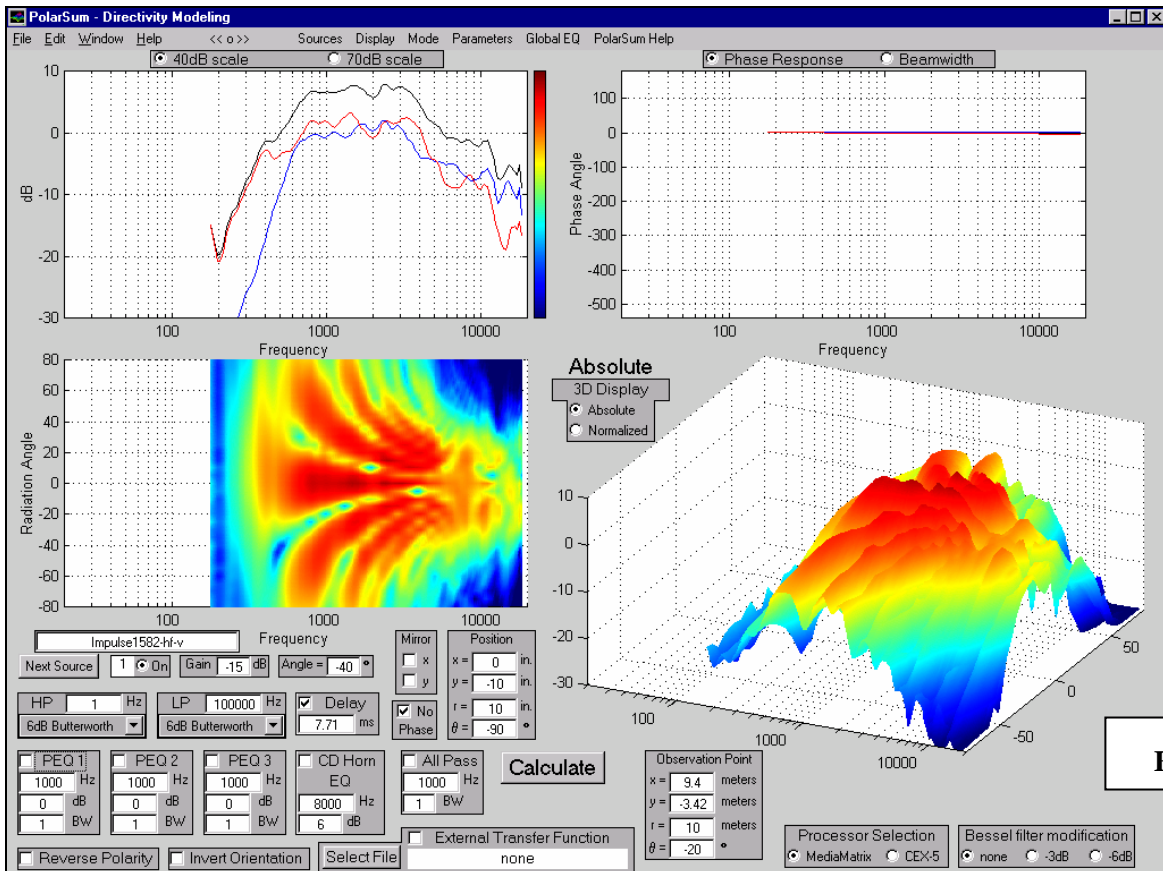 PolarSum - Directivity Modeling
File Edit Window Help << o >> Sources Display Mode Parameters Global EQ PolarSum Help
40dB scale 70dB scale
Phase Response Beamwidth
10
0
-10
-20
-30
dB
100 1000 10000
Frequency
100
0
-100
-200
-300
-400
-500
Phase Angle
100 1000 10000
Frequency
80
60
40
20
0
-20
-40
-60
-80
Radiation Angle
100 1000 10000
Frequency
Absolute
3D Display
Absolute
Normalized
10
0
-10
-20
-30
100
1000
10000
50
0
-50
Impulse1582-hf-v
Next Source 1 On Gain -15 dB Angle = -40 °
Mirror
x
y
No
Phase
Position
x = 0 in.
y = -10 in.
r = 10 in.
θ = -90 °
HP 1 Hz
6dB Butterworth
LP 100000 Hz
6dB Butterworth
Delay
7.71 ms
PEQ 1
1000 Hz
0 dB
1 BW
PEQ 2
1000 Hz
0 dB
1 BW
PEQ 3
1000 Hz
0 dB
1 BW
CD Horn
EQ
8000 Hz
6 dB
All Pass
1000 Hz
1 BW
Calculate
Observation Point
x = 9.4 meters
y = -3.42 meters
r = 10 meters
θ = -20 °
Reverse Polarity
Invert Orientation
Select File
External Transfer Function
none
Processor Selection
MediaMatrix CEX-5
Bessel filter modification
none -3dB -6dB